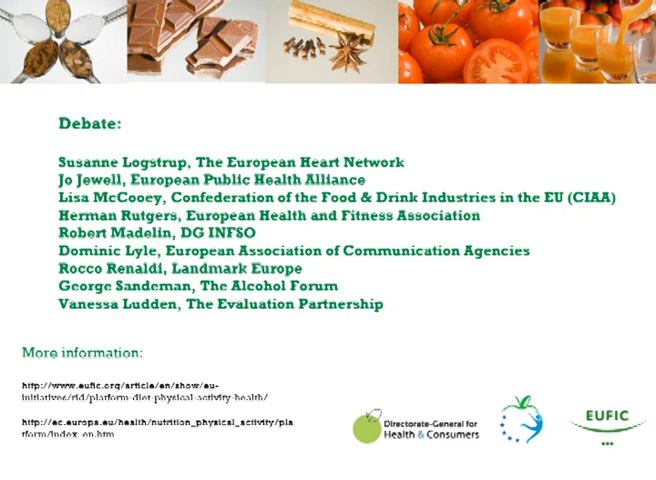 Debate:
Susanne Logstrup, The European Heart Network
Jo Jewell, European Public Health Alliance
Lisa McCooey, Confederation of the Food & Drink Industries in the EU (CIAA)
Herman Rutgers, European Health and Fitness Association
Robert Madelin, DG INFSO
Dominic Lyle, European Association of Communication Agencies
Rocco Renaldi, Landmark Europe
George Sandeman, The Alcohol Forum
Vanessa Ludden, The Evaluation Partnership
More information:
http://www.eufic.org/article/en/show/eu-
initiatives/rid/platform-diet-physical-activity-health/
http://ec.europa.eu/health/nutrition_physical_activity/pla
tform/index_en.htm
Directorate-General for
Health & Consumers
EUFIC